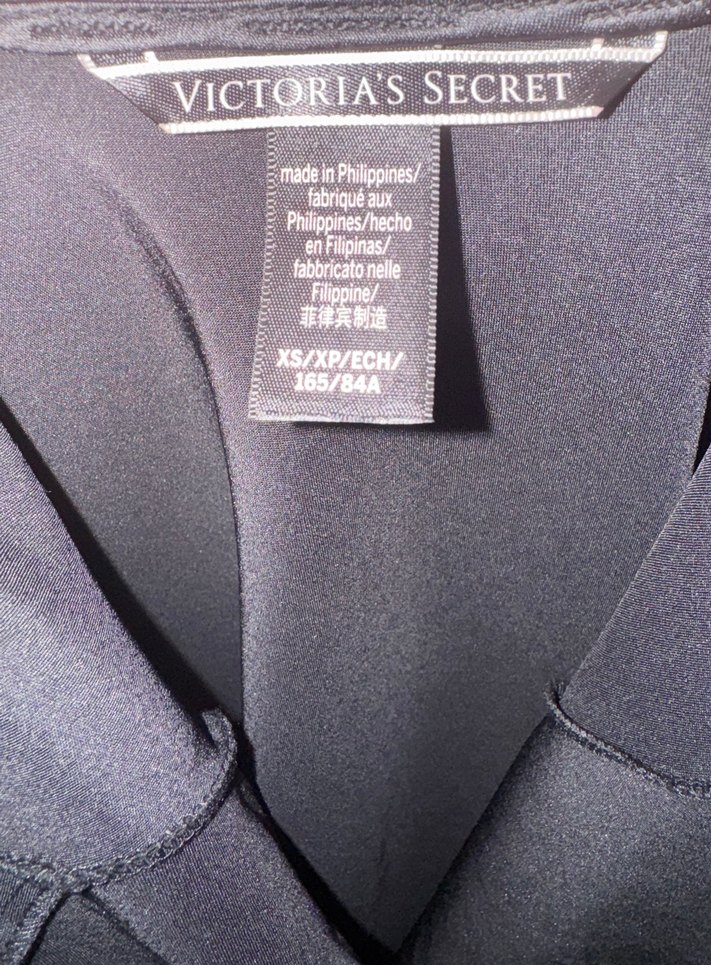 VICTORIA'S SECRET
made in Philippines/
fabriqué aux
Philippines/hecho
en Filipinas/
fabbricato nelle
Filippine/
菲律宾制造
XS/XP/ECH/
165/84A